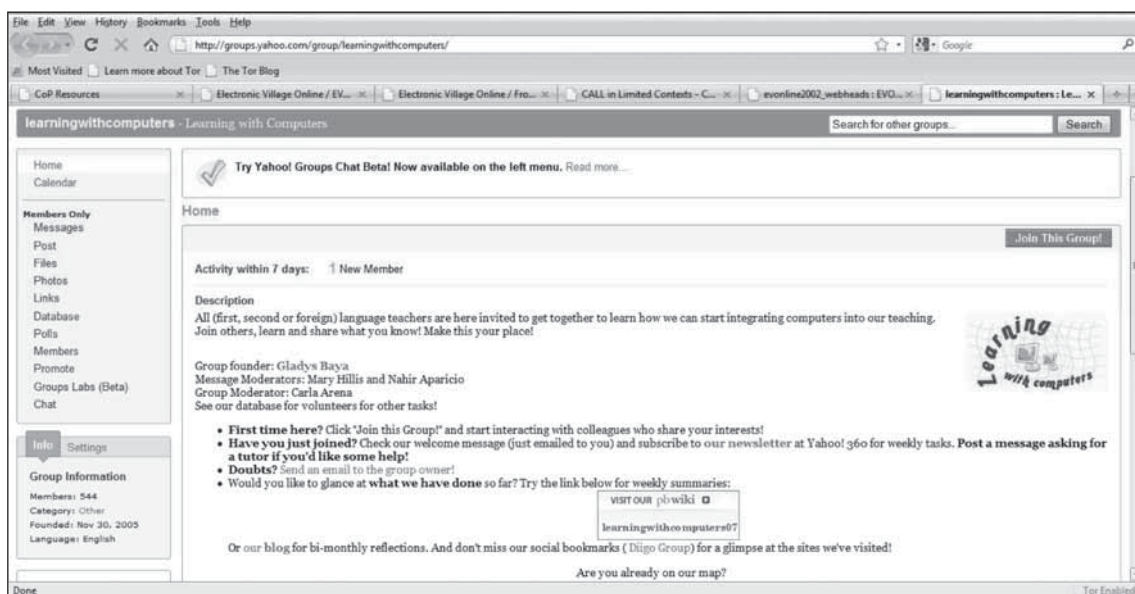 File Edit View History Bookmarks Tools Help
http://groups.yahoo.com/group/learningwithcomputers/
Google
Most Visited Learn more about Tor The Tor Blog
CoP Resources
Electronic Village Online / EV...
Electronic Village Online / Fro...
CALL in Limited Contexts - C...
evonline2002_webheads : EVO...
learningwithcomputers : Le...
learningwithcomputers - Learning with Computers
Search for other groups...
Search
Home
Calendar
Members Only
Messages
Post
Files
Photos
Links
Database
Polls
Members
Promote
Groups Labs (Beta)
Chat
Info Settings
Group Information
Members: 544
Category: Other
Founded: Nov 30, 2005
Language: English
Try Yahoo! Groups Chat Beta! Now available on the left menu. Read more...
Home
Join This Group!
Activity within 7 days: 1 New Member
Description
All (first, second or foreign) language teachers are here invited to get together to learn how we can start integrating computers into our teaching.
Join others, learn and share what you know! Make this your place!
Learning
with computers
Group founder: Gladys Baya
Message Moderators: Mary Hillis and Nahir Aparicio
Group Moderator: Carla Arena
See our database for volunteers for other tasks!
• First time here? Click "Join this Group!" and start interacting with colleagues who share your interests!
• Have you just joined? Check our welcome message (just emailed to you) and subscribe to our newsletter at Yahoo! 360 for weekly tasks. Post a message asking for
a tutor if you'd like some help!
• Doubts? Send an email to the group owner!
• Would you like to glance at what we have done so far? Try the link below for weekly summaries:
VISIT OUR pbwiki
learningwithcomputers07
Or our blog for bi-monthly reflections. And don't miss our social bookmarks ( Diigo Group) for a glimpse at the sites we've visited!
Are you already on our map?
Done
Tor Enabled